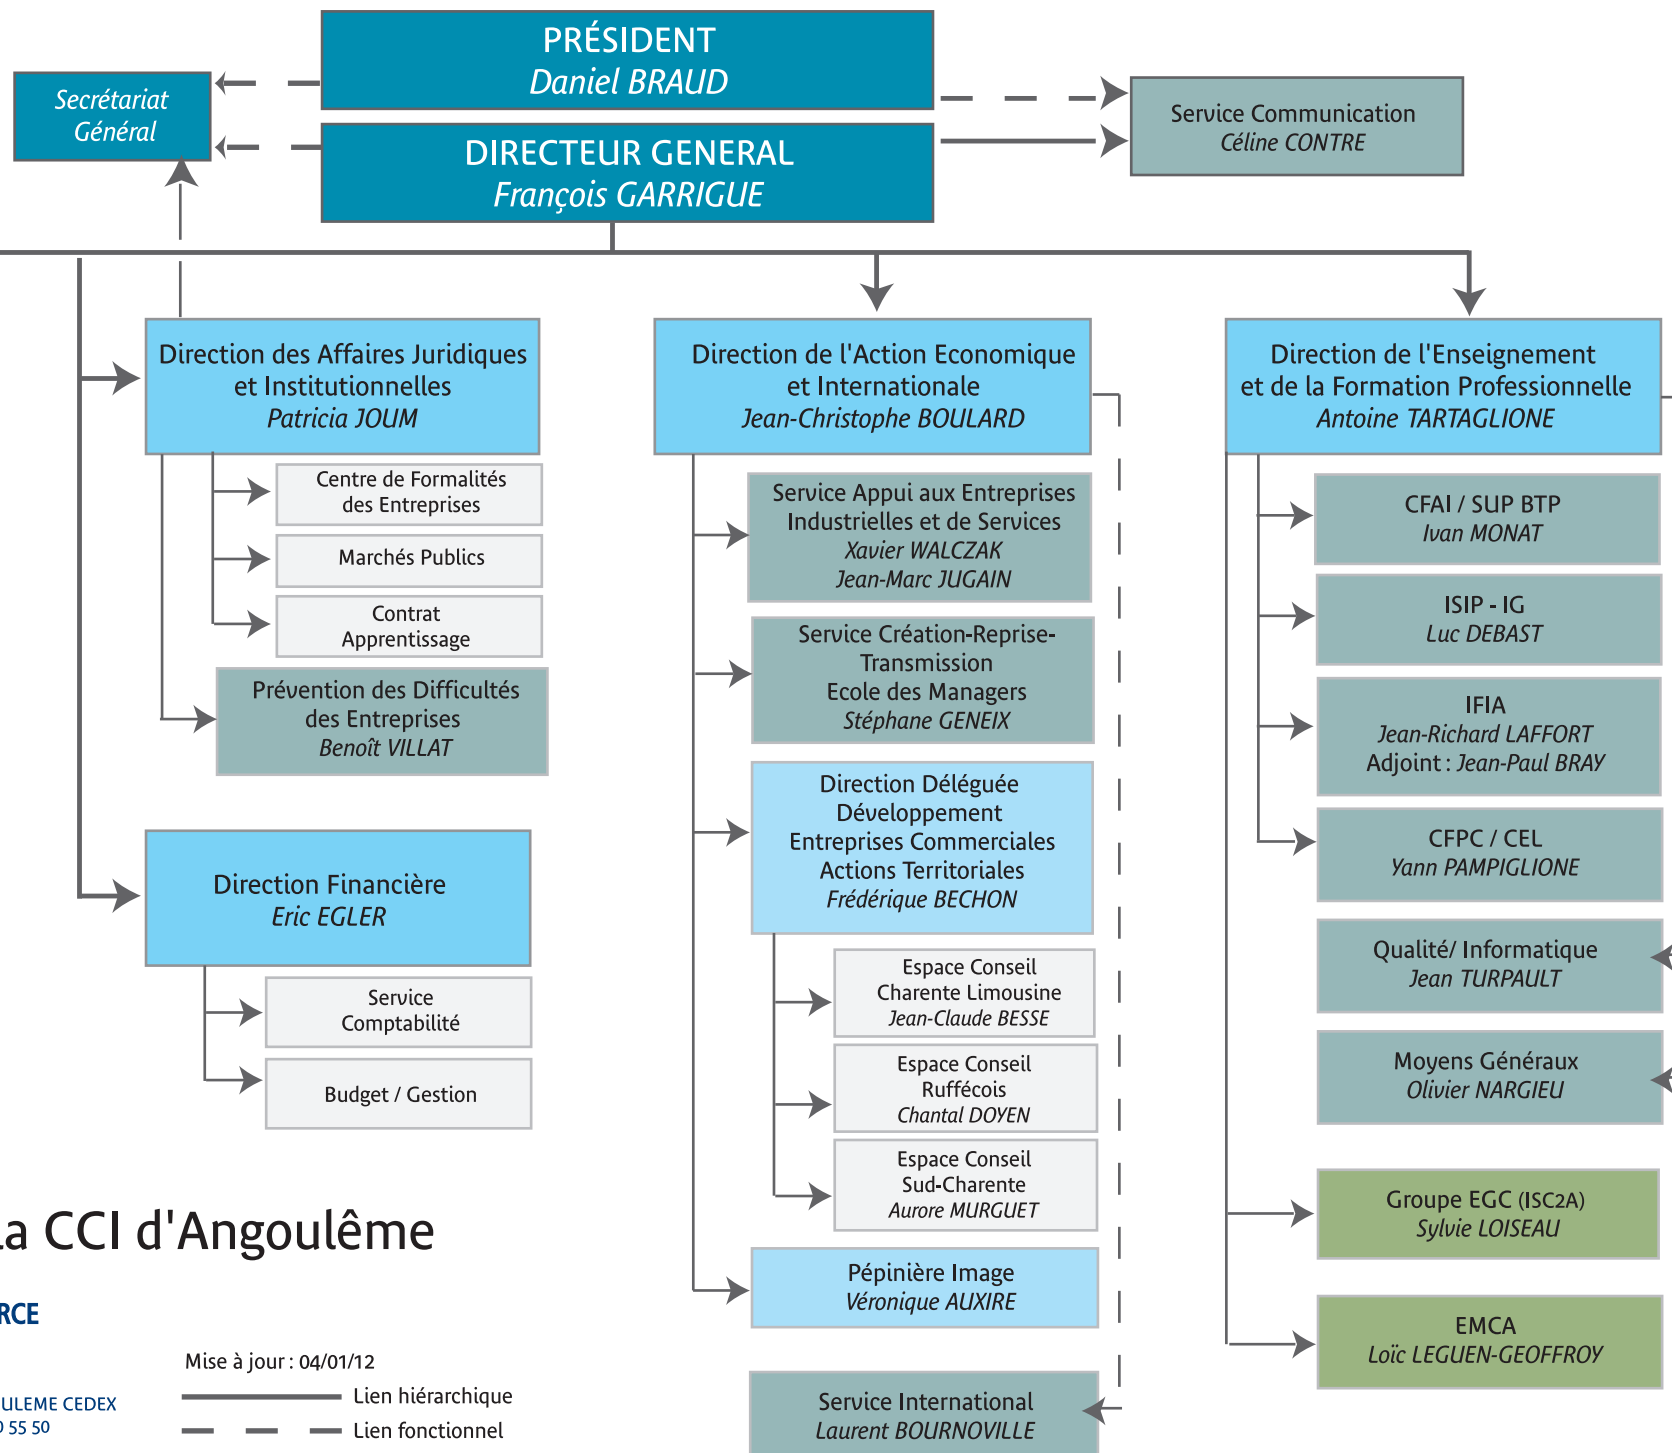 PRÉSIDENT
Daniel BRAUD
Secrétariat
Général
DIRECTEUR GENERAL
François GARRIGUE
Service Communication
Céline CONTRE
Direction des Affaires Juridiques
et Institutionnelles
Patricia JOUM
Centre de Formalités
des Entreprises
Marchés Publics
Contrat
Apprentissage
Prévention des Difficultés
des Entreprises
Benoît VILLAT
Direction Financière
Eric EGLER
Service
Comptabilité
Budget / Gestion
Direction de l'Action Economique
et Internationale
Jean-Christophe BOULARD
Service Appui aux Entreprises
Industrielles et de Services
Xavier WALCZAK
Jean-Marc JUGAIN
Service Création-Reprise-
Transmission
Ecole des Managers
Stéphane GENEIX
Direction Déléguée
Développement
Entreprises Commerciales
Actions Territoriales
Frédérique BECHON
Espace Conseil
Charente Limousine
Jean-Claude BESSE
Espace Conseil
Ruffécois
Chantal DOYEN
Espace Conseil
Sud-Charente
Aurore MURGUET
Pépinière Image
Véronique AUXIRE
Service International
Laurent BOURNOVILLE
Direction de l'Enseignement
et de la Formation Professionnelle
Antoine TARTAGLIONE
CFAI / SUP BTP
Ivan MONAT
ISIP - IG
Luc DEBAST
IFIA
Jean-Richard LAFFORT
Adjoint : Jean-Paul BRAY
CFPC / CEL
Yann PAMPIGLIONE
Qualité/ Informatique
Jean TURPAULT
Moyens Généraux
Olivier NARGIEU
Groupe EGC (ISC2A)
Sylvie LOISEAU
EMCA
Loïc LEGUEN-GEOFFROY
la CCI d'Angoulême
RCE
ULEME CEDEX
0 55 50
Mise à jour : 04/01/12
Lien hiérarchique
Lien fonctionnel